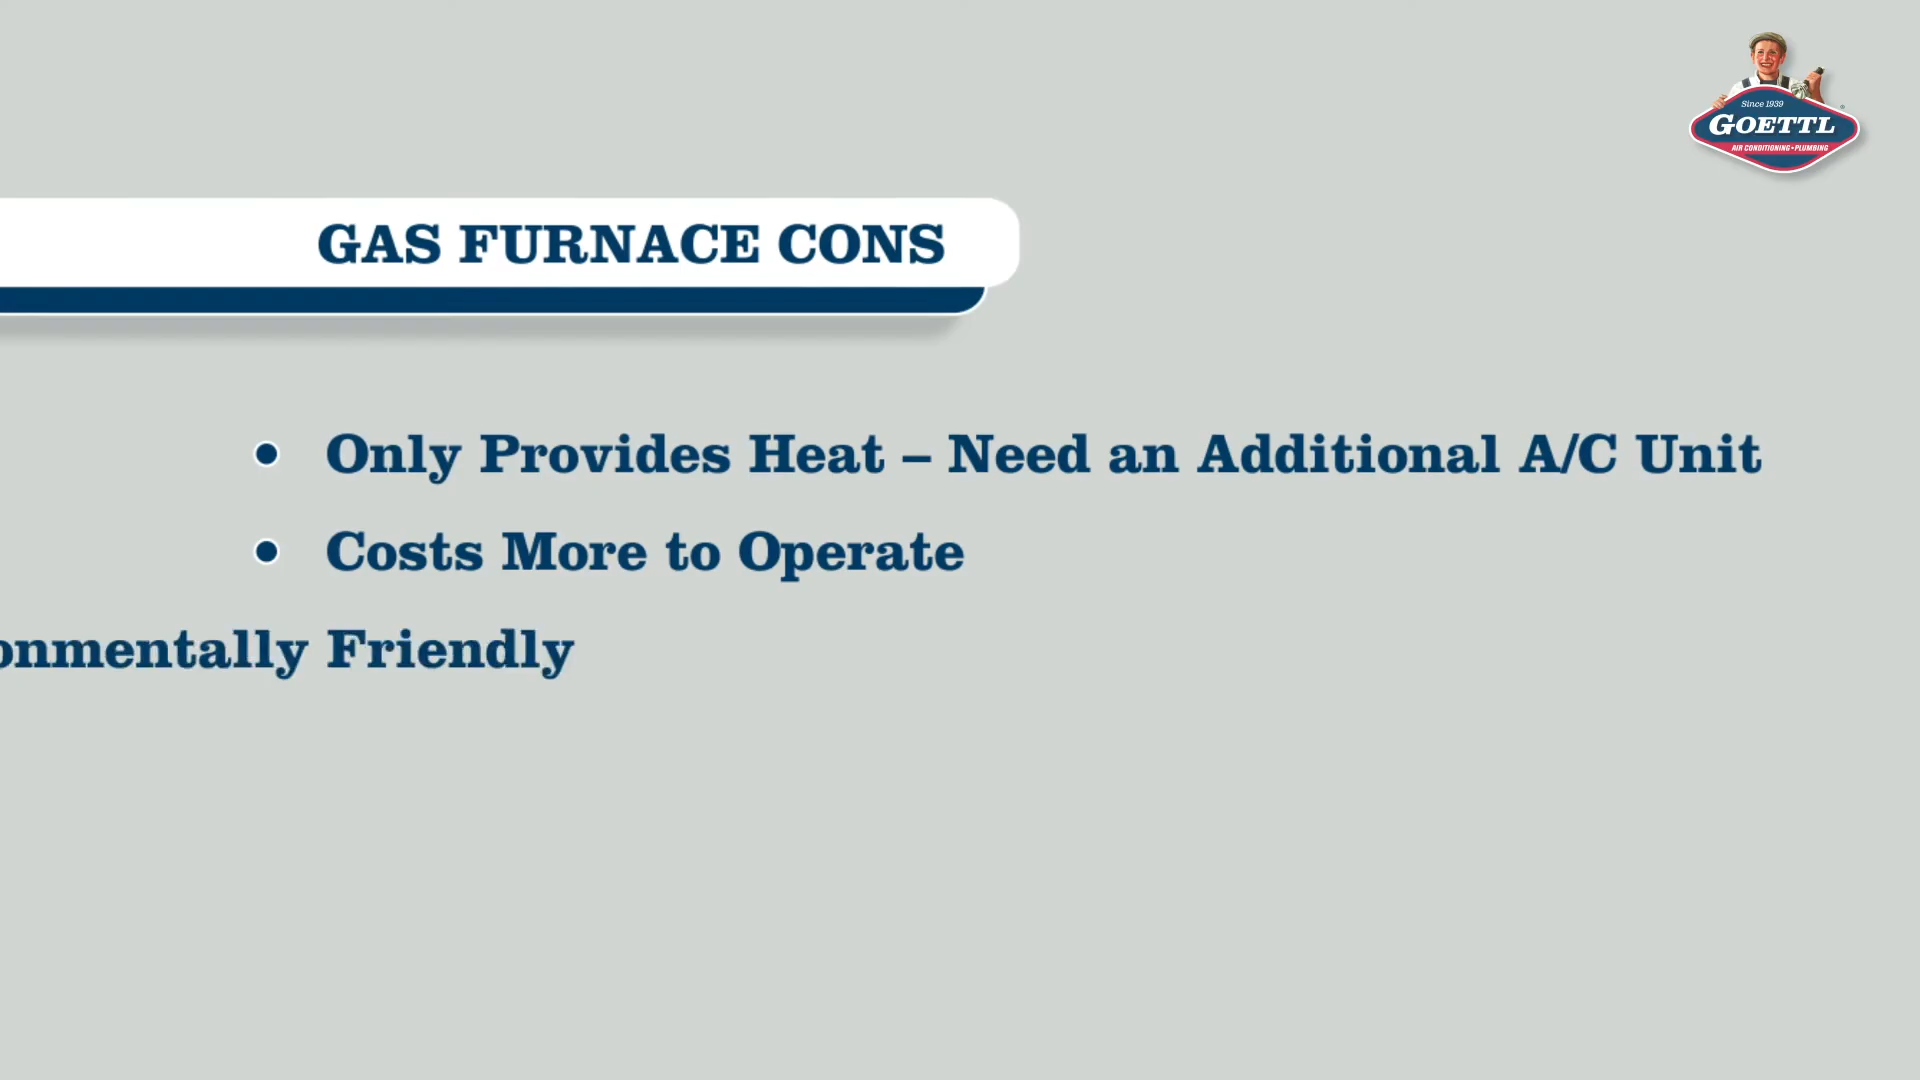 Since 1939
GOETTL
AIR CONDITIONING•PLUMBING
GAS FURNACE CONS
• Only Provides Heat – Need an Additional A/C Unit
• Costs More to Operate
onmentally Friendly